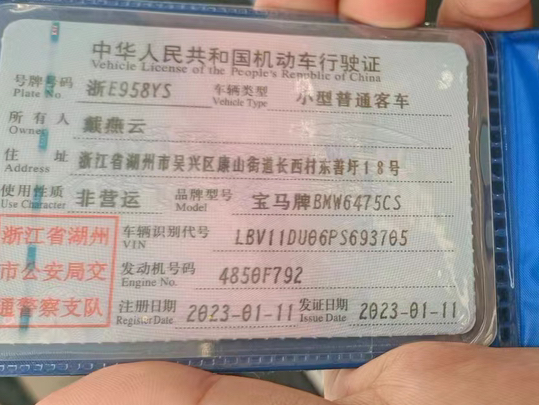 中华人民共和国机动车行驶证
Vehicle License of the People's Republic of China
号牌号码 Plate No. 浙E958YS 车辆类型 Vehicle Type 小型普通客车
所有人 Owner 戴燕云
住址 Address 浙江省湖州市吴兴区康山街道长西村东善圩18号
使用性质 Use Character 非营运 品牌型号 Model 宝马牌BMW6475CS
浙江省湖州市公安局交通警察支队
车辆识别代号 VIN LBV11DU06PS693705
发动机号码 Engine No. 4850F792
注册日期 Register Date 2023-01-11 发证日期 Issue Date 2023-01-11